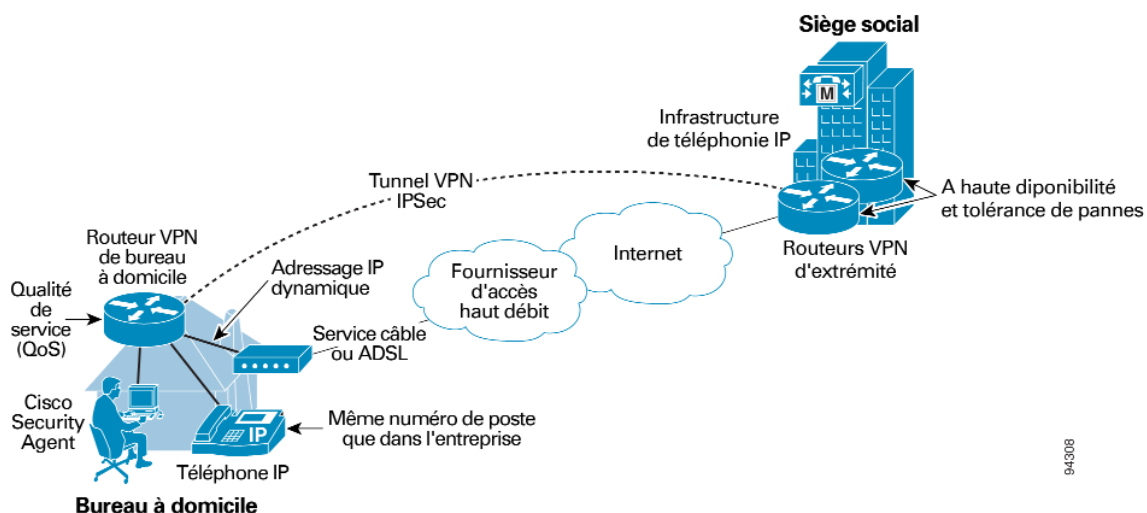 Siège social
M
Infrastructure
de téléphonie IP
A haute diponibilité
et tolérance de pannes
Routeurs VPN
d'extrémité
Tunnel VPN
IPSec
Internet
Fournisseur
d'accès
haut débit
Routeur VPN
de bureau
à domicile
Adressage IP
dynamique
Qualité
de
service
(QoS)
Service câble
ou ADSL
Cisco
Security
Agent
IP
Même numéro de poste
que dans l'entreprise
Téléphone IP
Bureau à domicile
94308